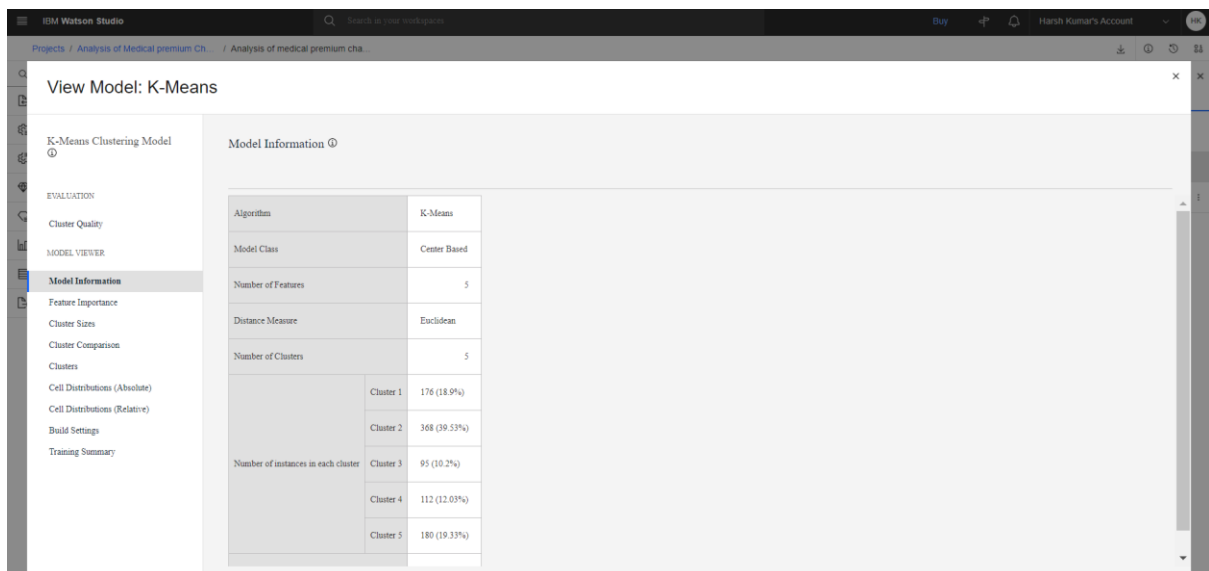 IBM Watson Studio
Search in your workspaces
Buy
Harsh Kumar's Account
HK
Projects / Analysis of Medical premium Ch... / Analysis of medical premium cha...
View Model: K-Means
K-Means Clustering Model
EVALUATION
Cluster Quality
MODEL VIEWER
Model Information
Feature Importance
Cluster Sizes
Cluster Comparison
Clusters
Cell Distributions (Absolute)
Cell Distributions (Relative)
Build Settings
Training Summary
Model Information
Algorithm K-Means
Model Class Center Based
Number of Features 5
Distance Measure Euclidean
Number of Clusters 5
Number of instances in each cluster
Cluster 1 176 (18.9%)
Cluster 2 368 (39.53%)
Cluster 3 95 (10.2%)
Cluster 4 112 (12.03%)
Cluster 5 180 (19.33%)